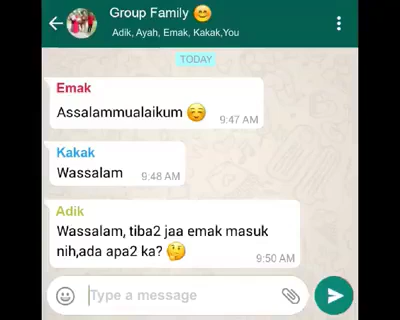 Group Family 😊
Adik, Ayah, Emak, Kakak,You
TODAY
Emak
Assalammualaikum ☺️
9:47 AM
Kakak
Wassalam
9:48 AM
Adik
Wassalam, tiba2 jaa emak masuk
nih,ada apa2 ka? 🤔
9:50 AM
Type a message